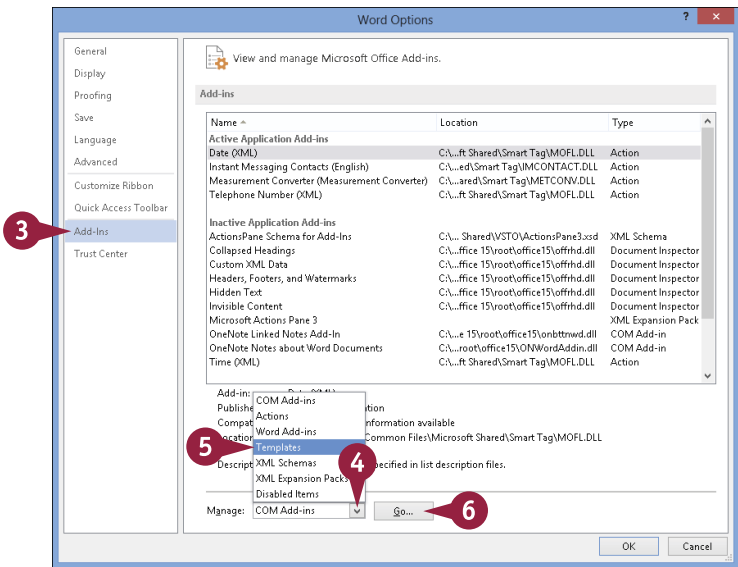 Word Options
?
General
Display
Proofing
Save
Language
Advanced
Customize Ribbon
Quick Access Toolbar
3
Add-Ins
Trust Center
View and manage Microsoft Office Add-ins.
Add-ins
Name Location Type
Active Application Add-ins
Date (XML) C:\...ft Shared\Smart Tag\MOFL.DLL Action
Instant Messaging Contacts (English) C:\...ed\Smart Tag\IMCONTACT.DLL Action
Measurement Converter (Measurement Converter) C:\...ared\Smart Tag\METCONV.DLL Action
Telephone Number (XML) C:\...ft Shared\Smart Tag\MOFL.DLL Action
Inactive Application Add-ins
ActionsPane Schema for Add-Ins C:\... Shared\VSTO\ActionsPane3.xsd XML Schema
Collapsed Headings C:\...ffice 15\root\office15\offrhd.dll Document Inspector
Custom XML Data C:\...ffice 15\root\office15\offrhd.dll Document Inspector
Headers, Footers, and Watermarks C:\...ffice 15\root\office15\offrhd.dll Document Inspector
Hidden Text C:\...ffice 15\root\office15\offrhd.dll Document Inspector
Invisible Content C:\...ffice 15\root\office15\offrhd.dll Document Inspector
Microsoft Actions Pane 3 XML Expansion Pack
OneNote Linked Notes Add-In C:\...e 15\root\office15\onbttnwd.dll COM Add-in
OneNote Notes about Word Documents C:\...root\office15\ONWordAddin.dll COM Add-in
Time (XML) C:\...ft Shared\Smart Tag\MOFL.DLL Action
Add-in:
Publishe
Compat nformation available
Location Common Files\Microsoft Shared\Smart Tag\MOFL.DLL
Descript pecified in list description files.
COM Add-ins
Actions
Word Add-ins
5
Templates
XML Schemas
4
XML Expansion Packs
Disabled Items
Manage: COM Add-ins Go...
6
OK Cancel